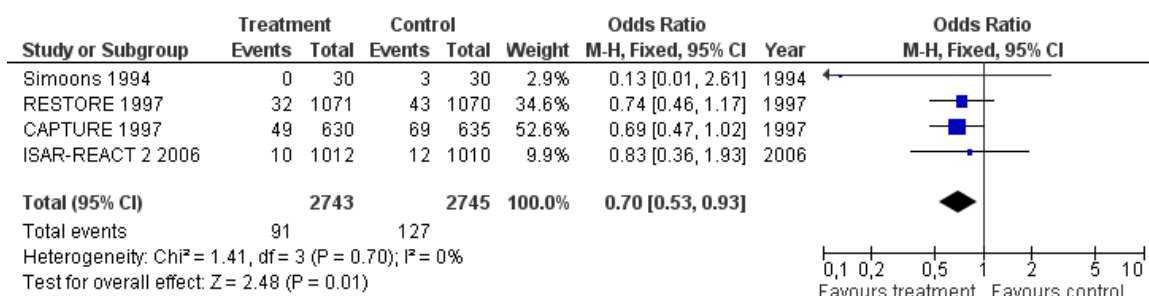 Treatment Control Odds Ratio Odds Ratio
Study or Subgroup Events Total Events Total Weight M-H, Fixed, 95% CI Year M-H, Fixed, 95% CI
Simoons 1994 0 30 3 30 2.9% 0.13 [0.01, 2.61] 1994
RESTORE 1997 32 1071 43 1070 34.6% 0.74 [0.46, 1.17] 1997
CAPTURE 1997 49 630 69 635 52.6% 0.69 [0.47, 1.02] 1997
ISAR-REACT 2 2006 10 1012 12 1010 9.9% 0.83 [0.36, 1.93] 2006
Total (95% CI) 2743 2745 100.0% 0.70 [0.53, 0.93]
Total events 91 127
Heterogeneity: Chi² = 1.41, df = 3 (P = 0.70); I² = 0%
Test for overall effect: Z = 2.48 (P = 0.01)
0,1 0,2 0,5 1 2 5 10
Favours treatment Favours control